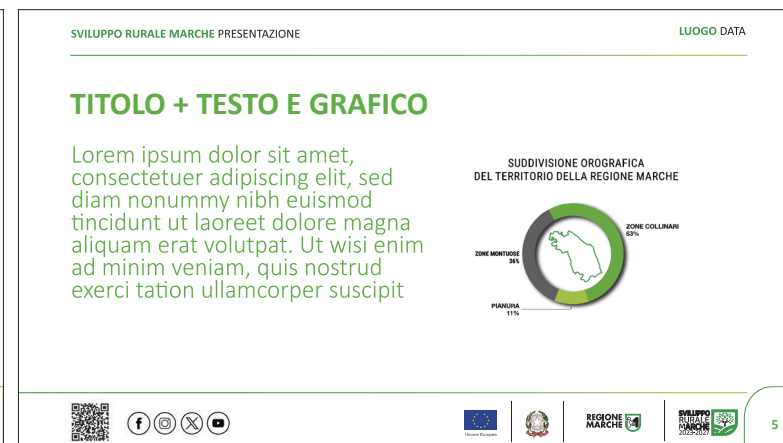 SVILUPPO RURALE MARCHE PRESENTAZIONE
LUOGO DATA
TITOLO + TESTO E GRAFICO
Lorem ipsum dolor sit amet,
consectetuer adipiscing elit, sed
diam nonummy nibh euismod
tincidunt ut laoreet dolore magna
aliquam erat volutpat. Ut wisi enim
ad minim veniam, quis nostrud
exerci tation ullamcorper suscipit
SUDDIVISIONE OROGRAFICA
DEL TERRITORIO DELLA REGIONE MARCHE
ZONE COLLINARI
53%
ZONE MONTUOSE
36%
PIANURA
11%
Unione Europea
REGIONE
MARCHE
SVILUPPO
RURALE
MARCHE
2023-2027
5